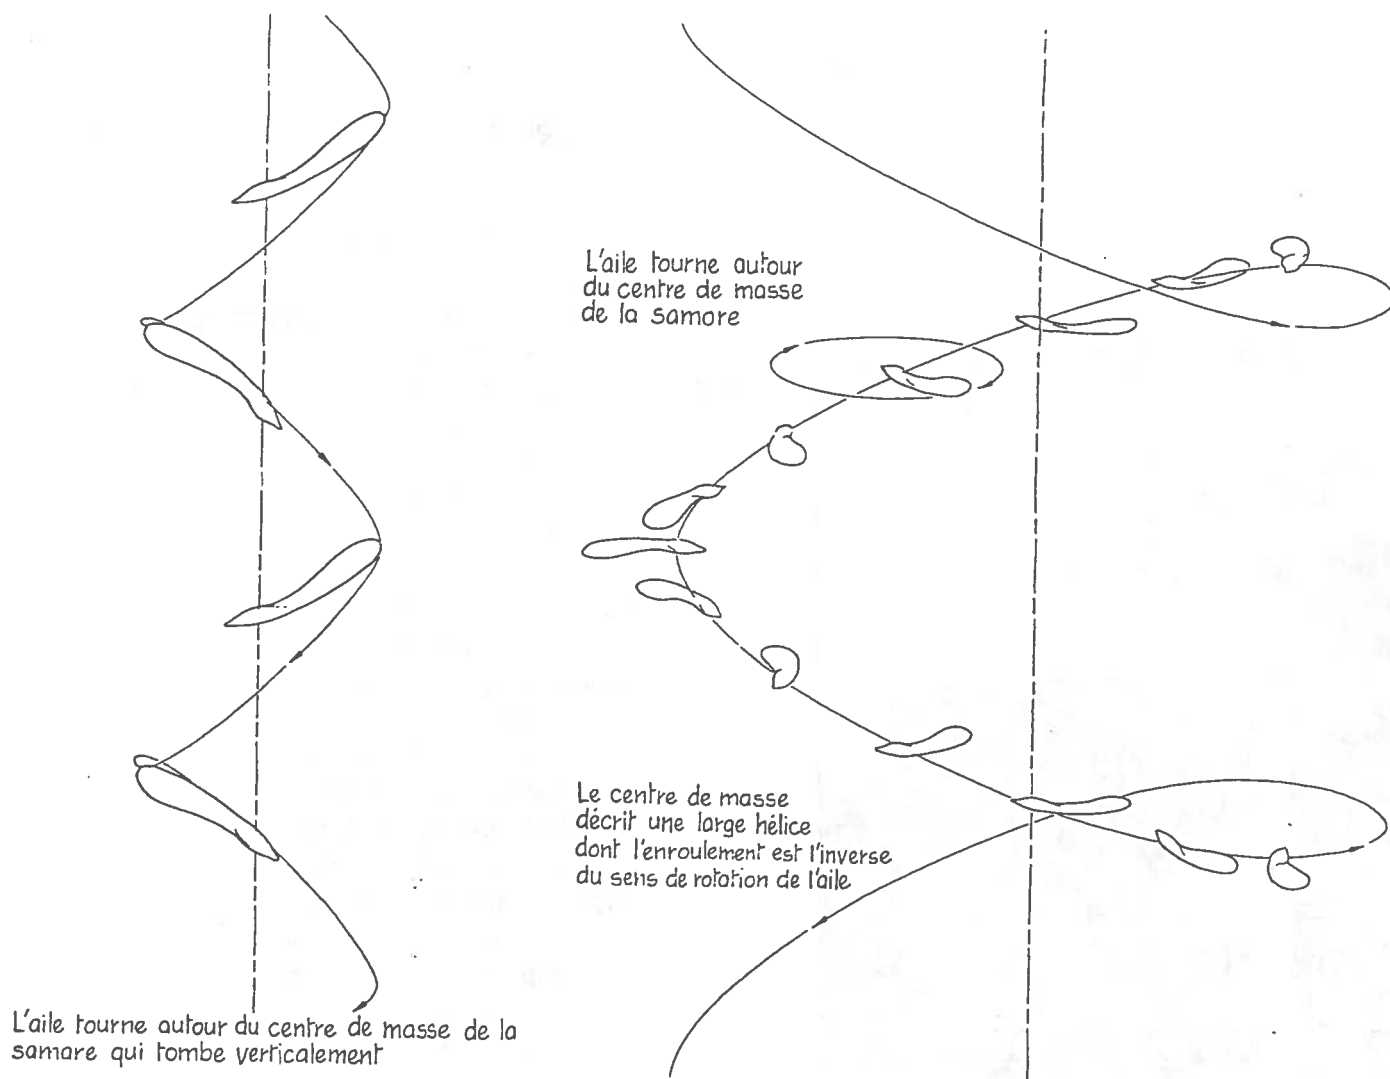 L'aile tourne autour
du centre de masse
de la samore
Le centre de masse
décrit une large hélice
dont l'enroulement est l'inverse
du sens de rotation de l'aile
L'aile tourne autour du centre de masse de la
samare qui tombe verticalement